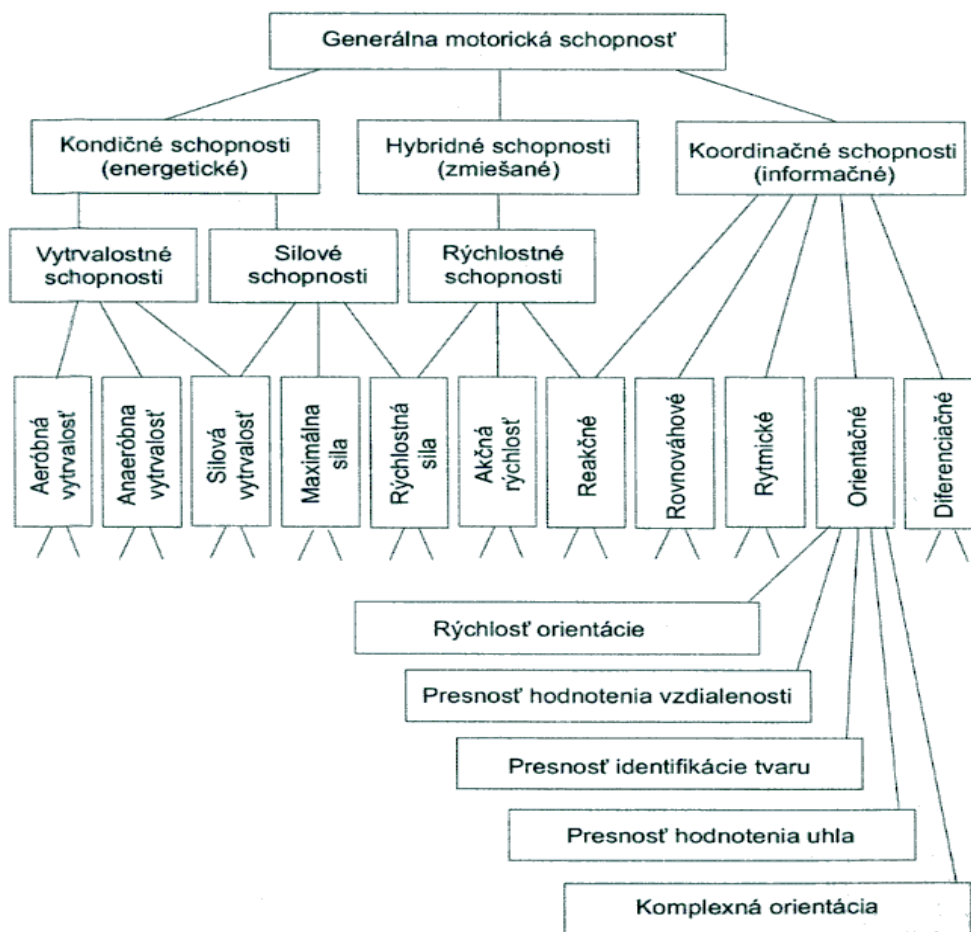 Generálna motorická schopnosť
Kondičné schopnosti
(energetické)
Hybridné schopnosti
(zmiešané)
Koordinačné schopnosti
(informačné)
Vytrvalostné
schopnosti
Silové
schopnosti
Rýchlostné
schopnosti
Aeróbná
vytrvalosť
Anaeróbna
vytrvalosť
Silová
vytrvalosť
Maximálna
sila
Rýchlostná
sila
Akčná
rýchlosť
Reakčné
Rovnováhové
Rytmické
Orientačné
Diferenciačné
Rýchlosť orientácie
Presnosť hodnotenia vzdialenosti
Presnosť identifikácie tvaru
Presnosť hodnotenia uhla
Komplexná orientácia